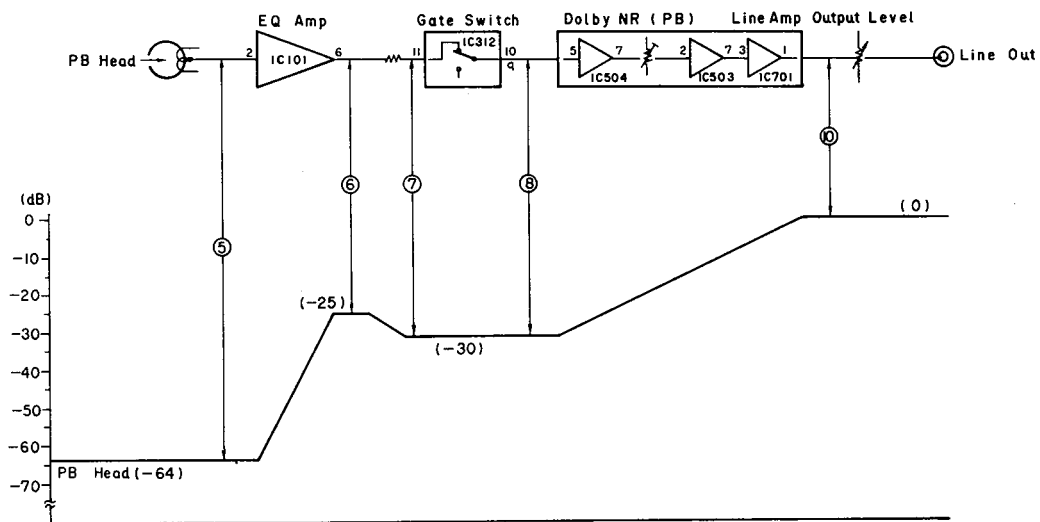 EQ Amp
Gate Switch
Dolby NR (PB)
Line Amp
Output Level
PB Head
2
IC101
6
11
IC312
10
9
5
7
IC504
2
7
IC503
3
1
IC701
Line Out
⑤
⑥
⑦
⑧
⑩
(dB)
0
-10
-20
-30
-40
-50
-60
-70
(-25)
(-30)
(0)
PB Head (-64)